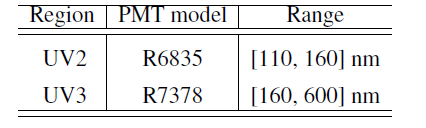 Region PMT model Range
UV2 R6835 [110, 160] nm
UV3 R7378 [160, 600] nm